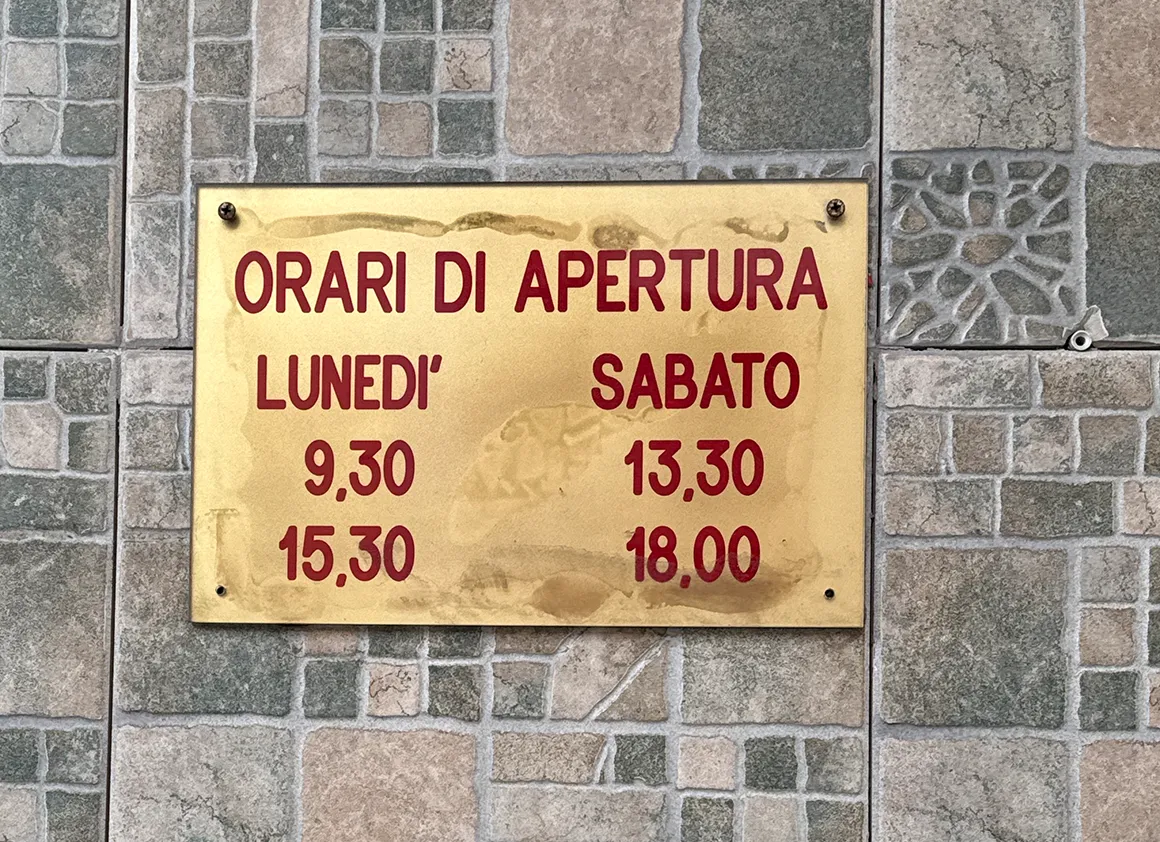 ORARI DI APERTURA
LUNEDI' SABATO
9,30 13,30
15,30 18,00